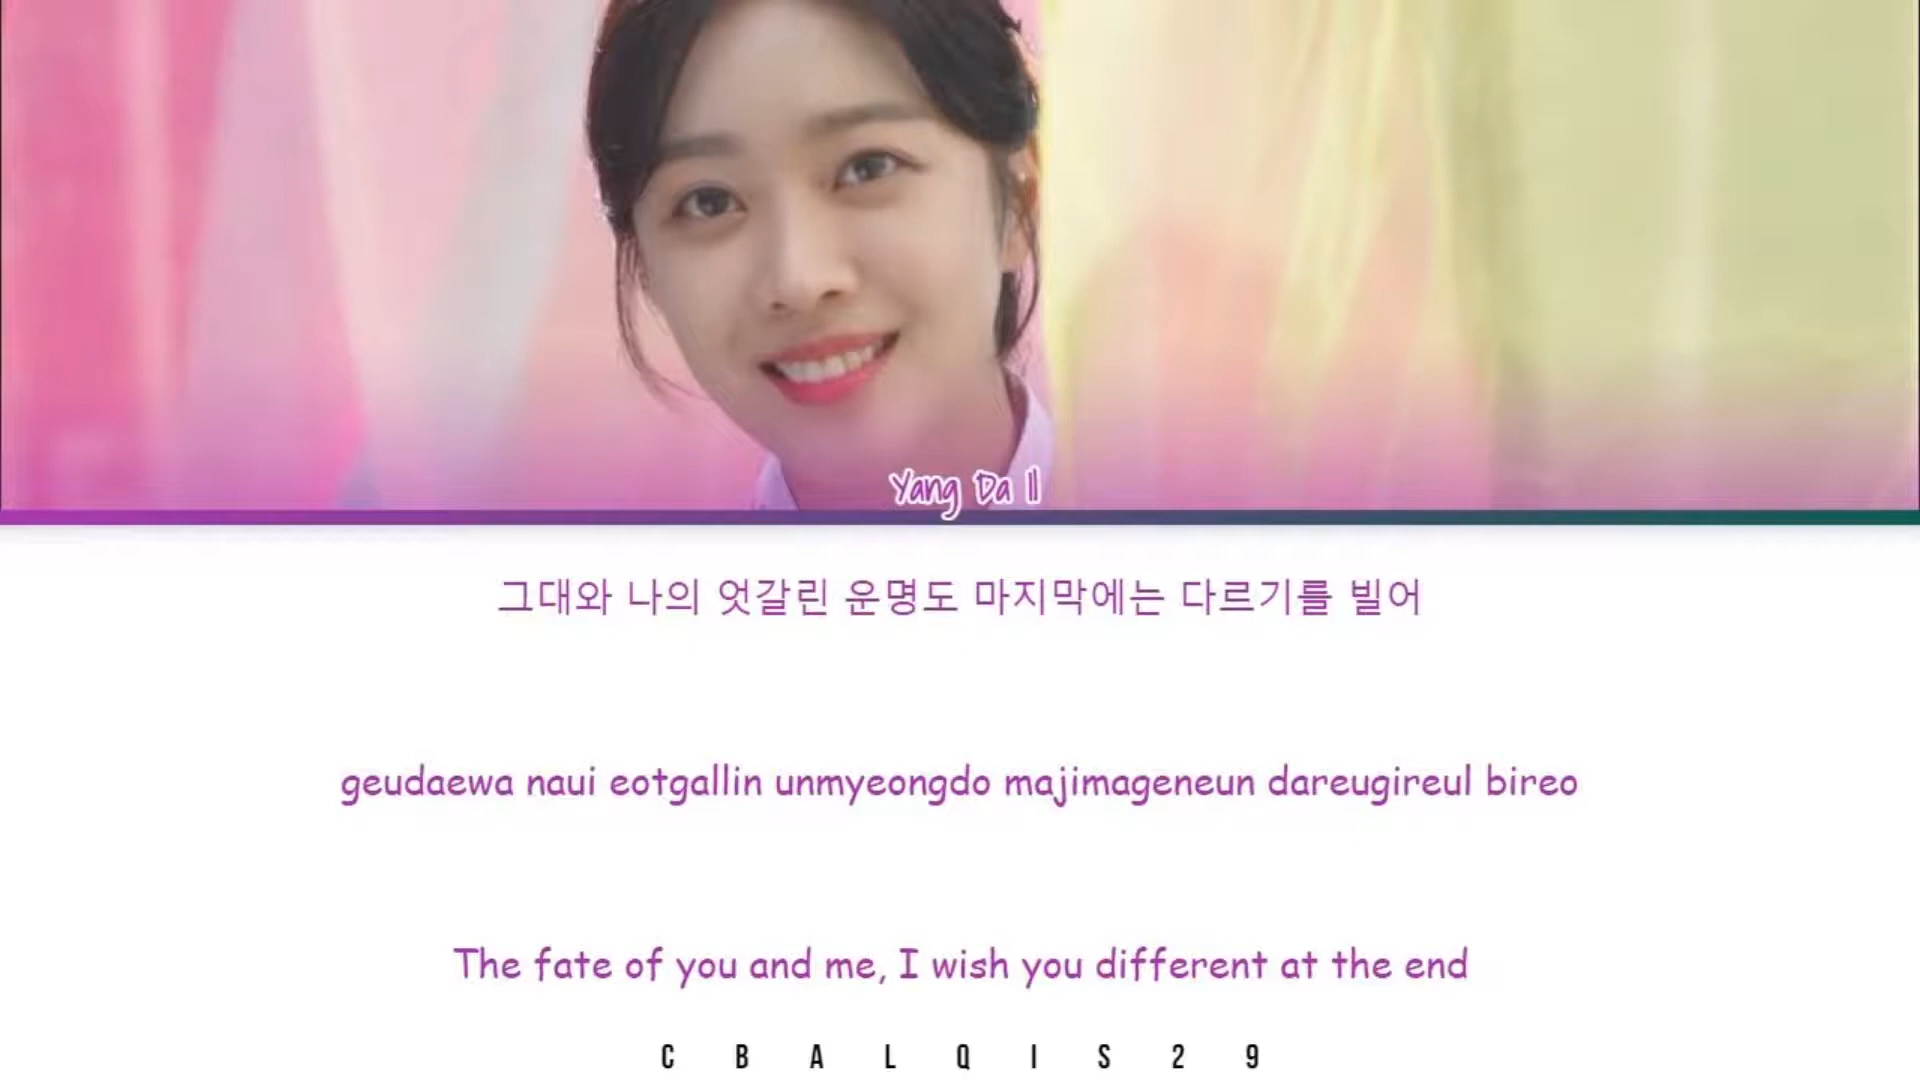 Yang Da Il
그대와 나의 엇갈린 운명도 마지막에는 다르기를 빌어
geudaewa naui eotgallin unmyeongdo majimageneun dareugireul bireo
The fate of you and me, I wish you different at the end
CBALQIS29